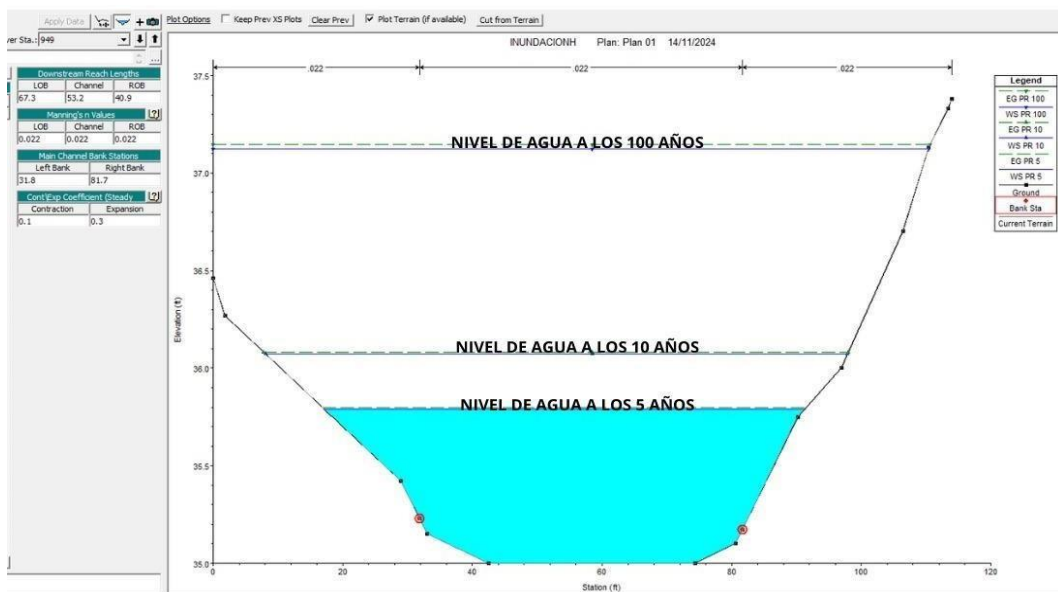 Apply Data
Plot Options
Keep Prev XS Plots
Clear Prev
Plot Terrain (if available)
Cut from Terrain
ver Sta.: 949
...
Downstream Reach Lengths
LOB Channel ROB
67.3 53.2 40.9
Manning's n Values ?
LOB Channel ROB
0.022 0.022 0.022
Main Channel Bank Stations
Left Bank Right Bank
31.8 81.7
Cont\Exp Coefficient (Steady ?
Contraction Expansion
0.1 0.3
INUNDACIONH Plan: Plan 01 14/11/2024
.022 .022 .022
37.5
37.0
36.5
36.0
35.5
35.0
Elevation (ft)
NIVEL DE AGUA A LOS 100 AÑOS
NIVEL DE AGUA A LOS 10 AÑOS
NIVEL DE AGUA A LOS 5 AÑOS
0 20 40 60 80 100 120
Station (ft)
Legend
EG PR 100
WS PR 100
EG PR 10
WS PR 10
EG PR 5
WS PR 5
Ground
Bank Sta
Current Terrain